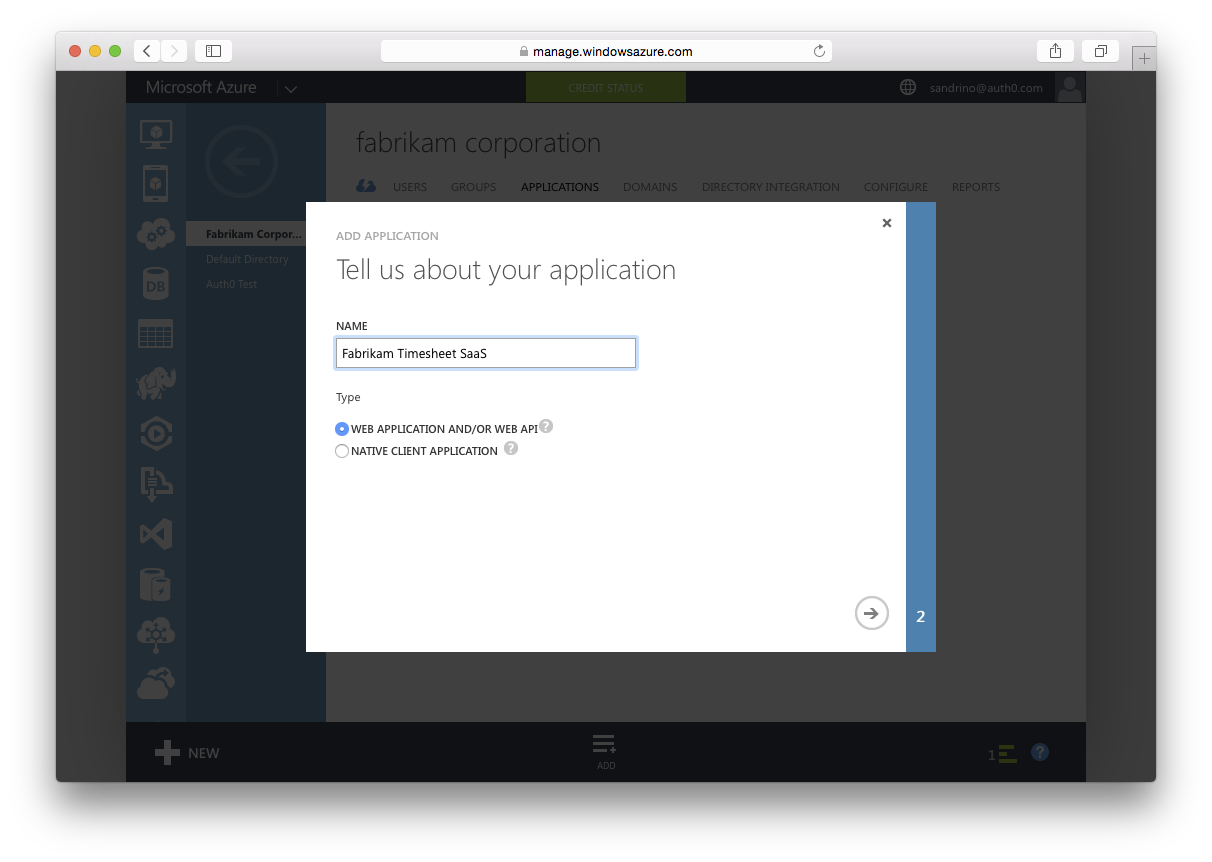 manage.windowsazure.com
Microsoft Azure
CREDIT STATUS
sandrino@auth0.com
fabrikam corporation
USERS GROUPS APPLICATIONS DOMAINS DIRECTORY INTEGRATION CONFIGURE REPORTS
Fabrikam Corpor...
Default Directory
Auth0 Test
DB
ADD APPLICATION
Tell us about your application
NAME
Fabrikam Timesheet SaaS
Type
WEB APPLICATION AND/OR WEB API ?
NATIVE CLIENT APPLICATION ?
2
NEW
ADD
1
?